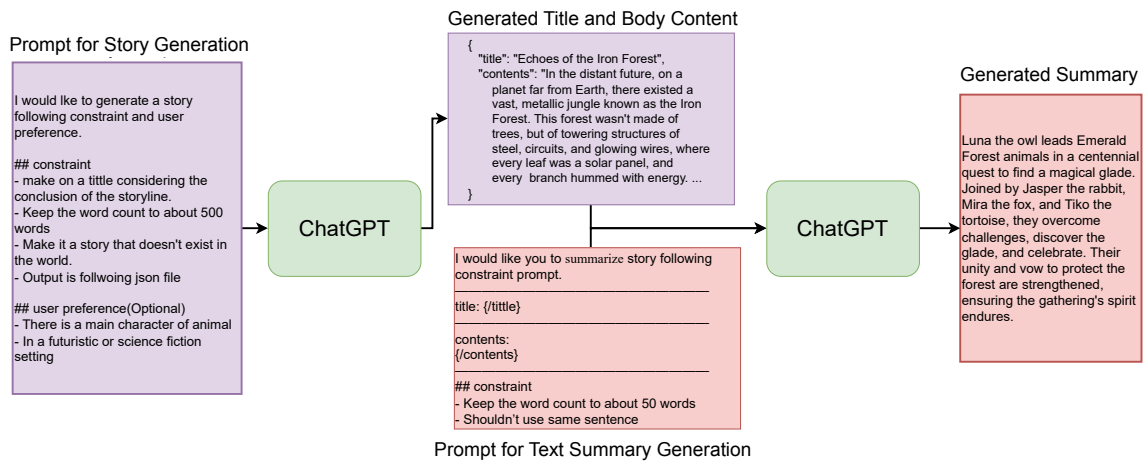 Prompt for Story Generation
I would lke to generate a story
following constraint and user
preference.
## constraint
- make on a tittle considering the
conclusion of the storyline.
- Keep the word count to about 500
words
- Make it a story that doesn't exist in
the world.
- Output is follwoing json file
## user preference(Optional)
- There is a main character of animal
- In a futuristic or science fiction
setting
ChatGPT
Generated Title and Body Content
{
"title": "Echoes of the Iron Forest",
"contents": "In the distant future, on a
planet far from Earth, there existed a
vast, metallic jungle known as the Iron
Forest. This forest wasn't made of
trees, but of towering structures of
steel, circuits, and glowing wires, where
every leaf was a solar panel, and
every branch hummed with energy. ...
}
I would like you to summarize story following
constraint prompt.
title: {/tittle}
contents:
{/contents}
## constraint
- Keep the word count to about 50 words
- Shouldn't use same sentence
Prompt for Text Summary Generation
ChatGPT
Generated Summary
Luna the owl leads Emerald
Forest animals in a centennial
quest to find a magical glade.
Joined by Jasper the rabbit,
Mira the fox, and Tiko the
tortoise, they overcome
challenges, discover the
glade, and celebrate. Their
unity and vow to protect the
forest are strengthened,
ensuring the gathering's spirit
endures.